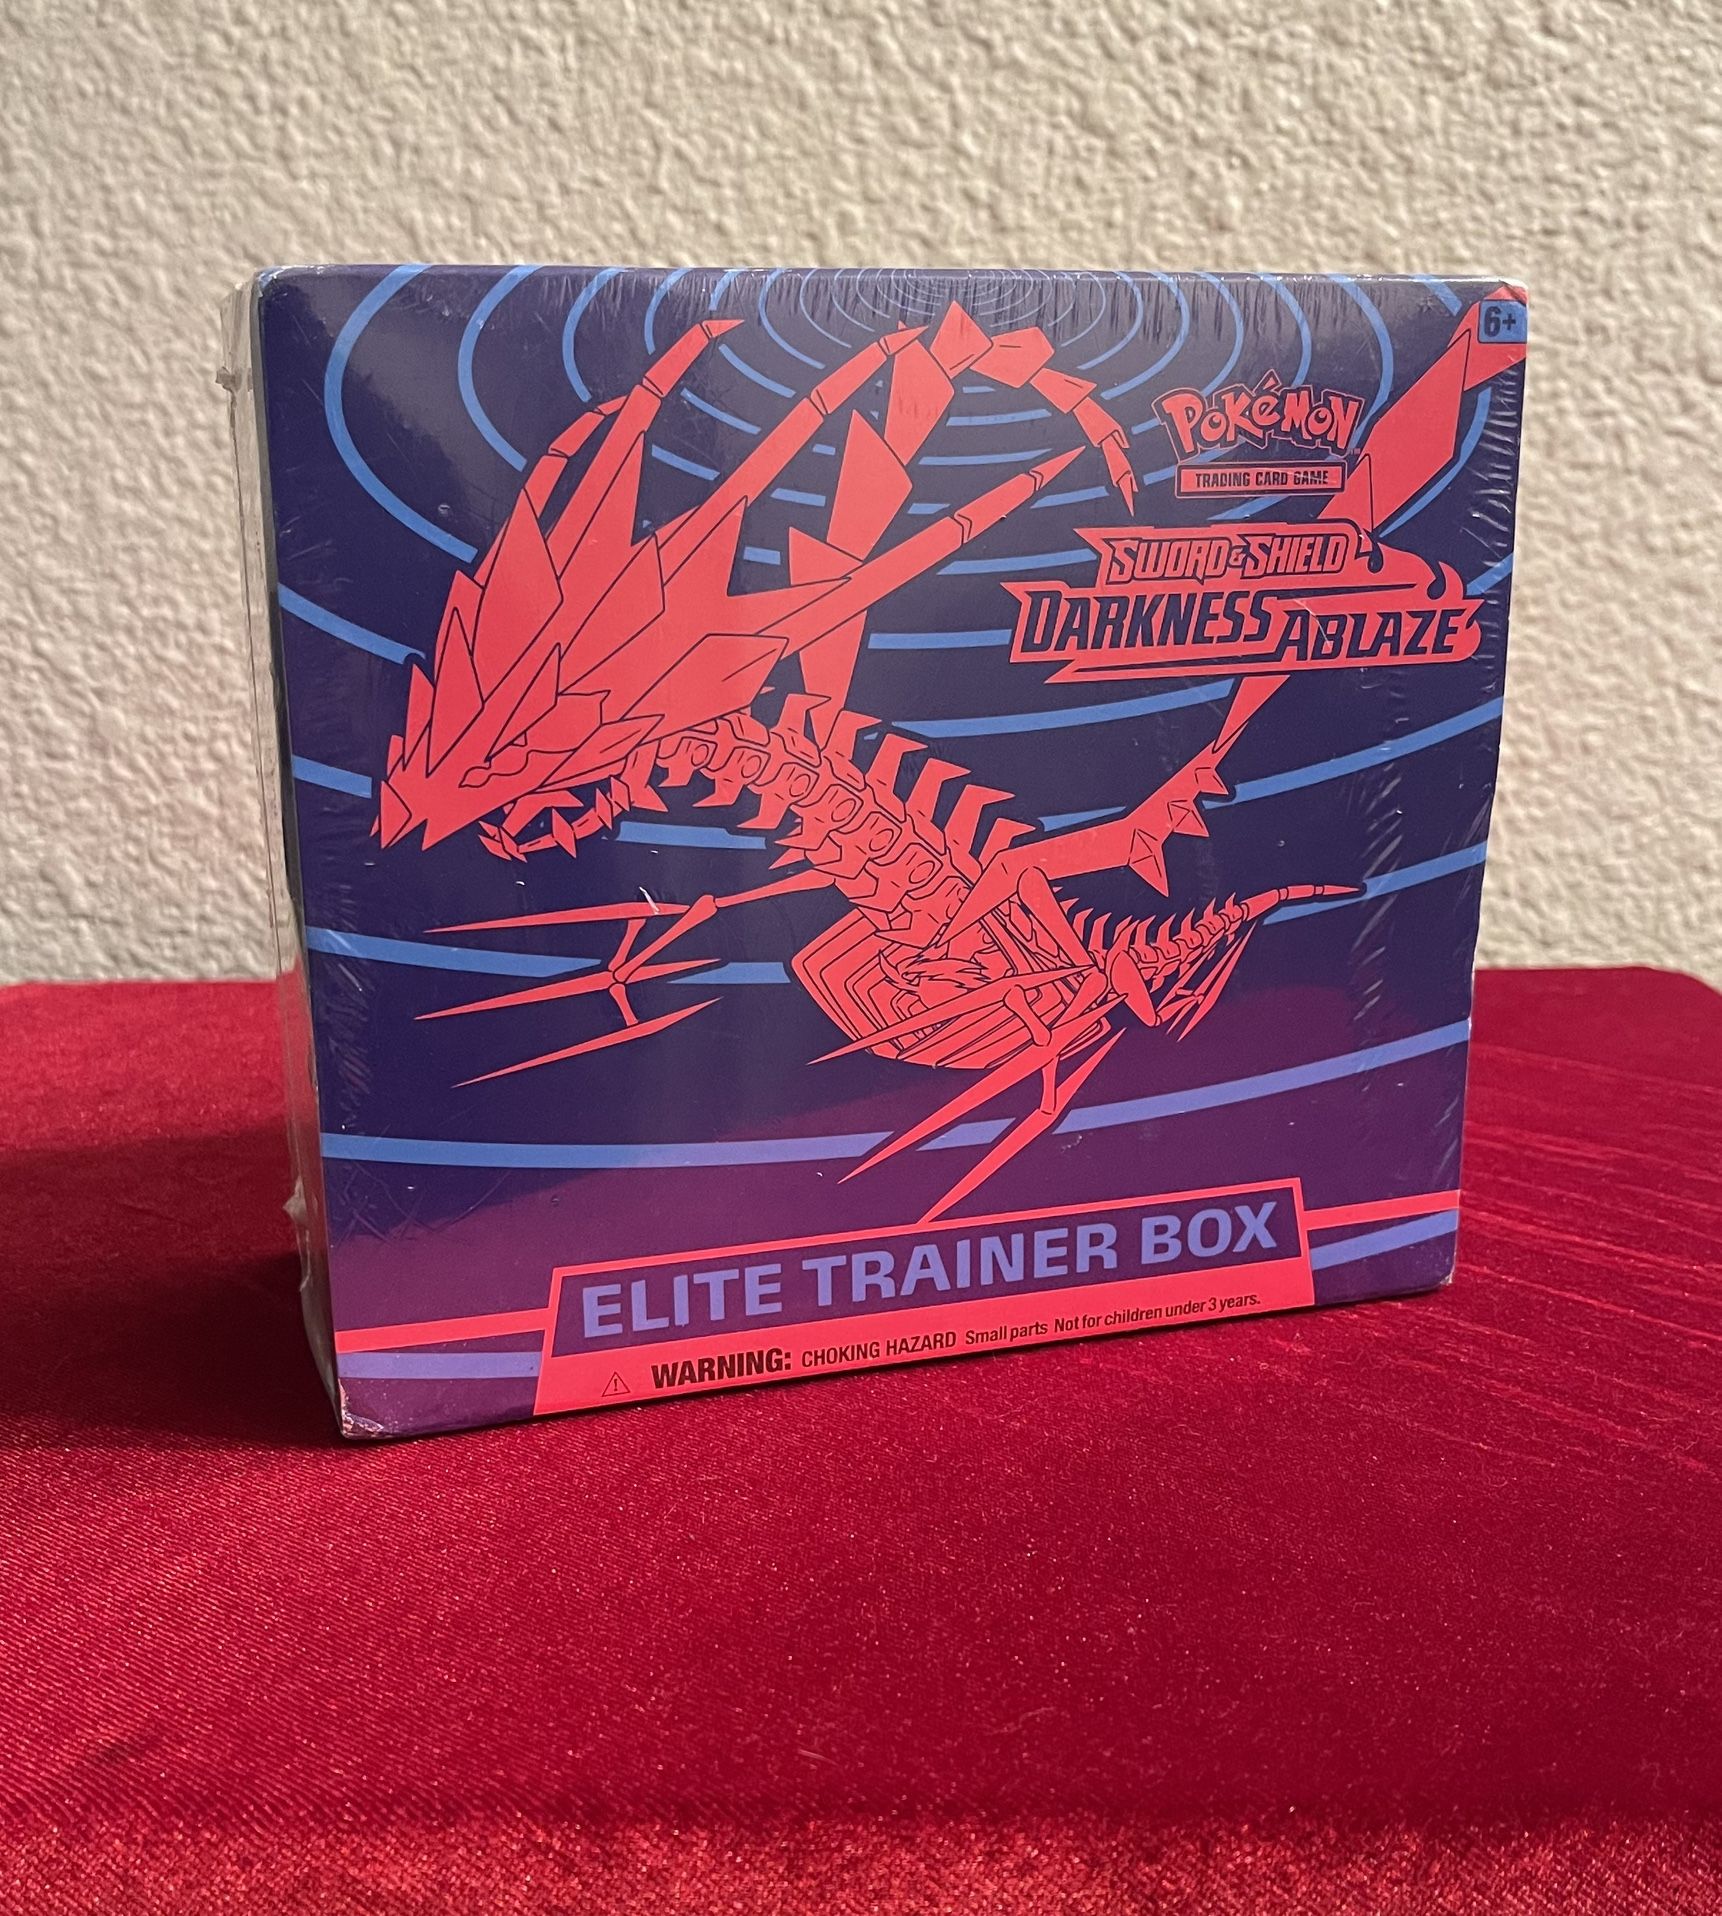 6+
POKéMON
TRADING CARD GAME
SWORD & SHIELD
DARKNESS ABLAZE
ELITE TRAINER BOX
WARNING: CHOKING HAZARD Small parts Not for children under 3 years.